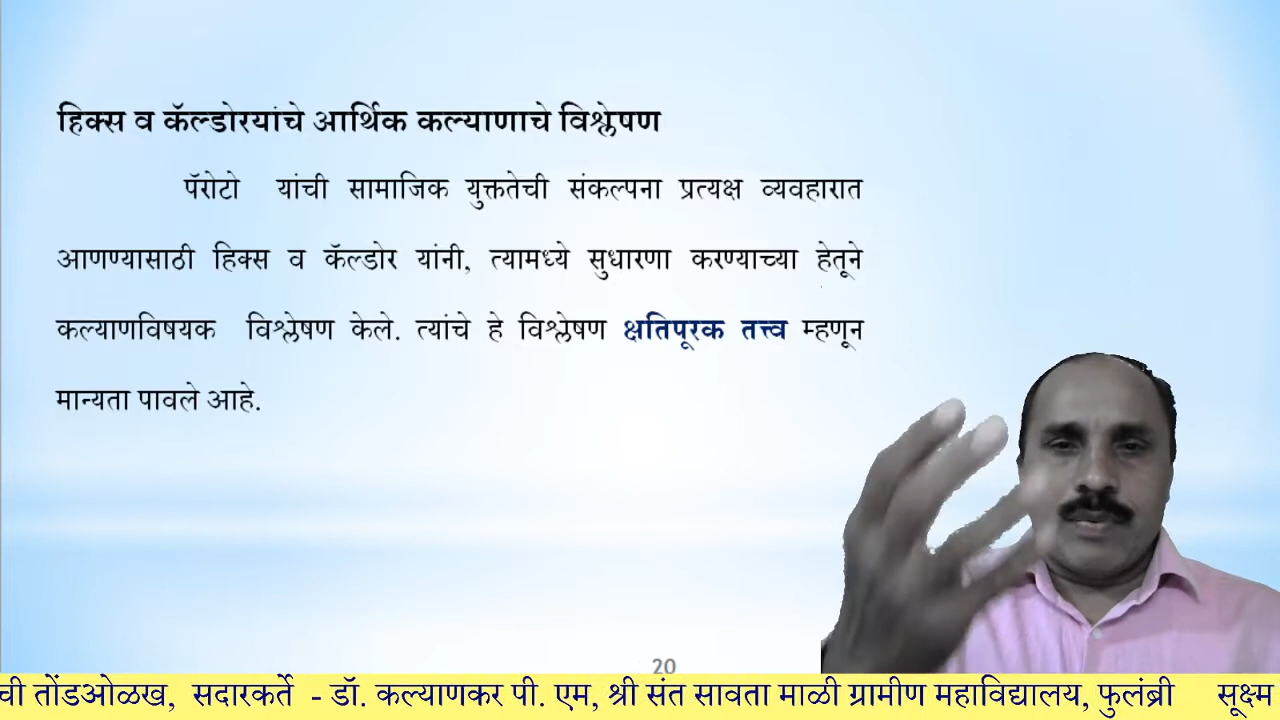 हिक्स व कॅल्डोरयांचे आर्थिक कल्याणाचे विश्लेषण
पॅरोटो यांची सामाजिक युक्ततेची संकल्पना प्रत्यक्ष व्यवहारात
आणण्यासाठी हिक्स व कॅल्डोर यांनी, त्यामध्ये सुधारणा करण्याच्या हेतूने
कल्याणविषयक विश्लेषण केले. त्यांचे हे विश्लेषण क्षतिपूरक तत्त्व म्हणून
मान्यता पावले आहे.
20
ची तोंडओळख, सदारकर्ते - डॉ. कल्याणकर पी. एम, श्री संत सावता माळी ग्रामीण महाविद्यालय, फुलंब्री सूक्ष्म